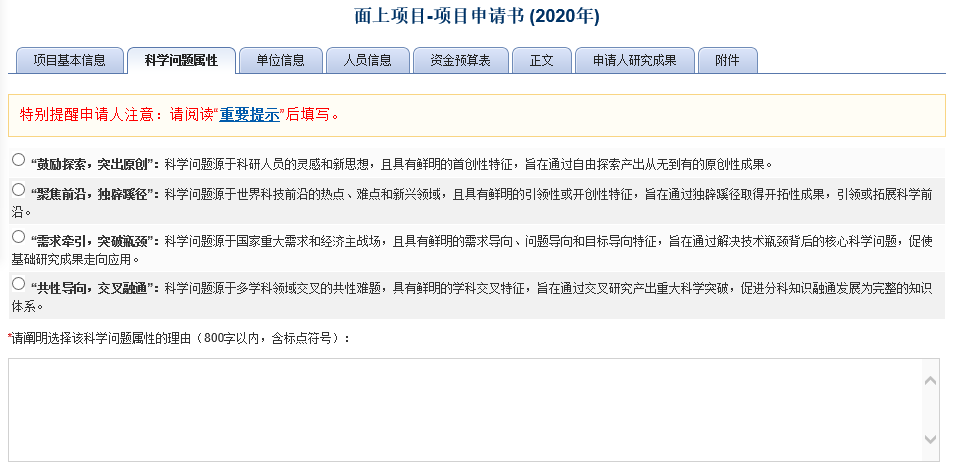 面上项目-项目申请书 (2020年)
项目基本信息 科学问题属性 单位信息 人员信息 资金预算表 正文 申请人研究成果 附件
特别提醒申请人注意：请阅读“重要提示”后填写。
“鼓励探索，突出原创”：科学问题源于科研人员的灵感和新思想，且具有鲜明的首创性特征，旨在通过自由探索产出从无到有的原创性成果。
“聚焦前沿，独辟蹊径”：科学问题源于世界科技前沿的热点、难点和新兴领域，且具有鲜明的引领性或开创性特征，旨在通过独辟蹊径取得开拓性成果，引领或拓展科学前
沿。
“需求牵引，突破瓶颈”：科学问题源于国家重大需求和经济主战场，且具有鲜明的需求导向、问题导向和目标导向特征，旨在通过解决技术瓶颈背后的核心科学问题，促使
基础研究成果走向应用。
“共性导向，交叉融通”：科学问题源于多学科领域交叉的共性难题，具有鲜明的学科交叉特征，旨在通过交叉研究产出重大科学突破，促进分科知识融通发展为完整的知识
体系。
*请阐明选择该科学问题属性的理由（800字以内，含标点符号）：